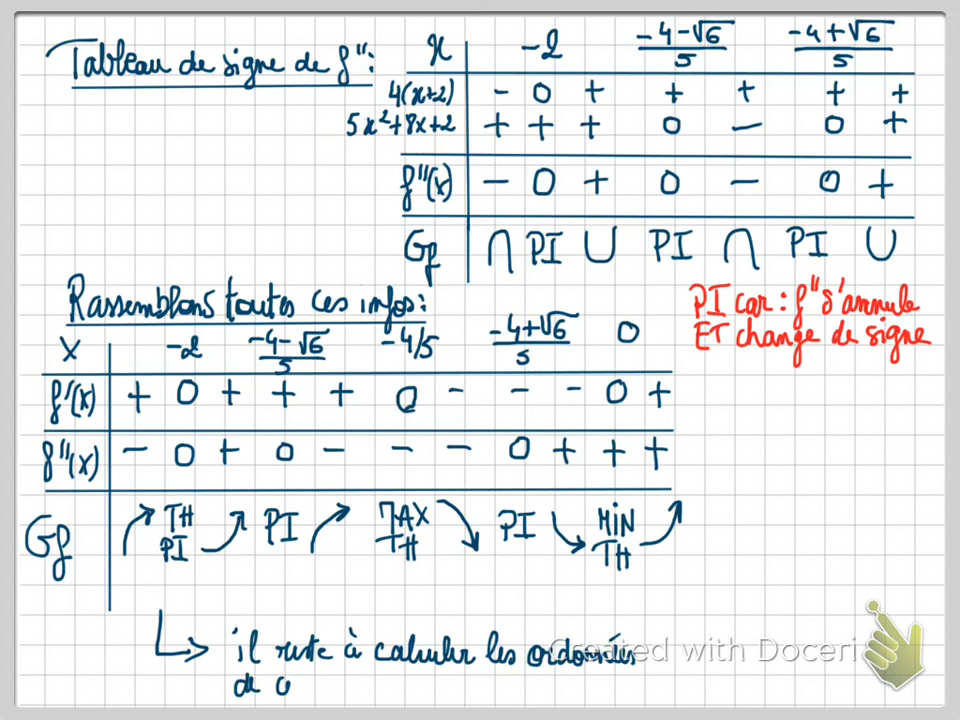 Tableau de signe de f'' :
x -2 (-4-√6)/5 (-4+√6)/5
4(x+2) - 0 + + + + +
5x²+8x+2 + + + 0 - 0 +
f''(x) - 0 + 0 - 0 +
Gf ∩ PI ∪ PI ∩ PI ∪
PI car : f'' s'annule
ET change de signe
Rassemblons toutes ces infos :
X -2 (-4-√6)/5 -4/5 (-4+√6)/5 0
f'(x) + 0 + + + 0 - - - 0 +
f''(x) - 0 + 0 - - - 0 + + +
Gf TH PI PI MAX TH PI MIN TH
↳ il reste à calculer les ordonnées
de c
Created with Doceri